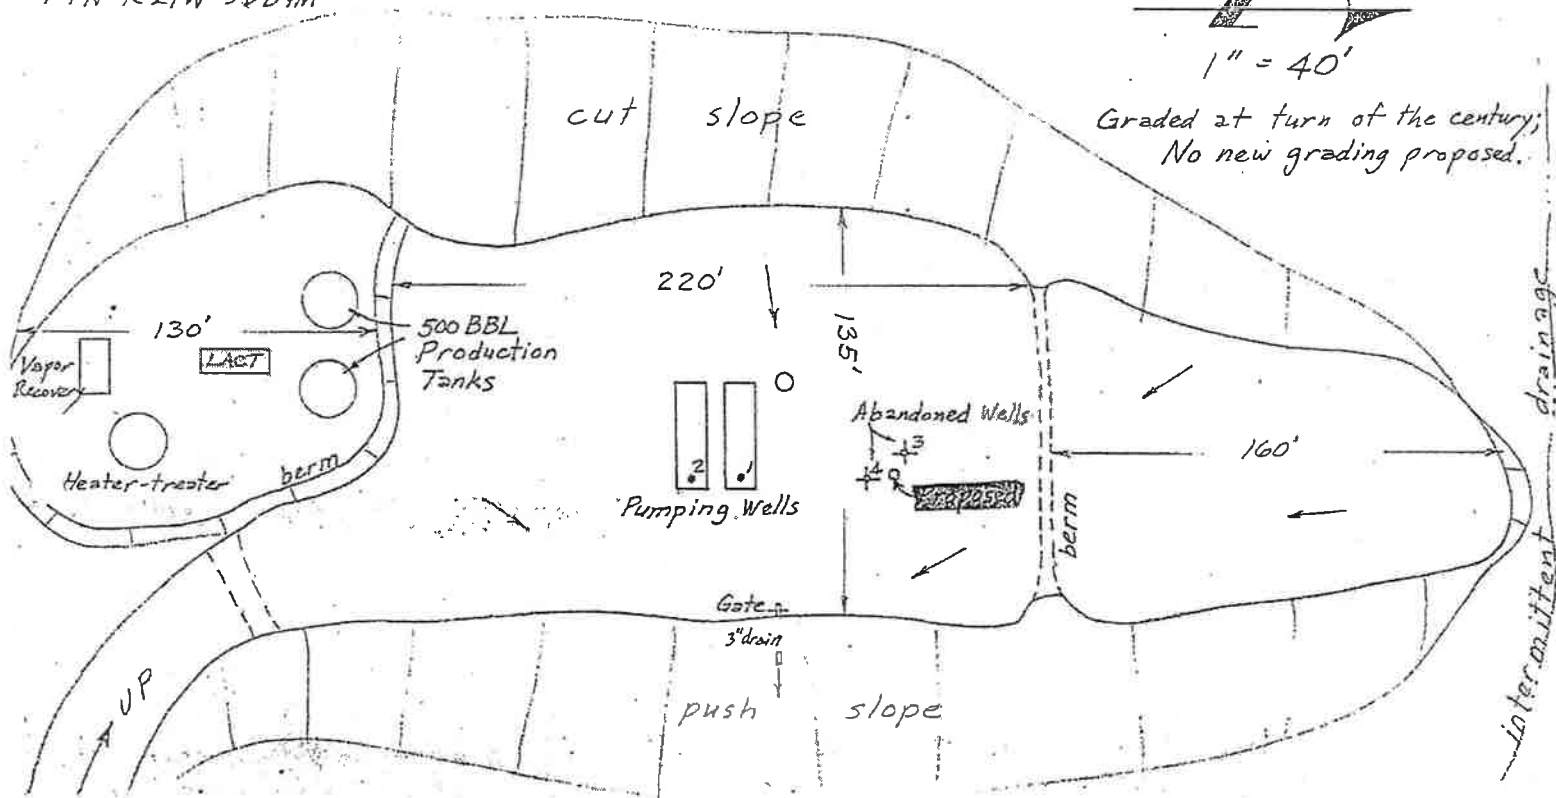 1" = 40'
Graded at turn of the century;
No new grading proposed.
cut slope
220'
130'
135'
500 BBL
Production
Tanks
LACT
Vapor
Recovery
Heater-treater
berm
2
1
Pumping Wells
Abandoned Wells
3
4
Proposed
160'
berm
Gate
3" drain
UP
push slope
intermittent drainage